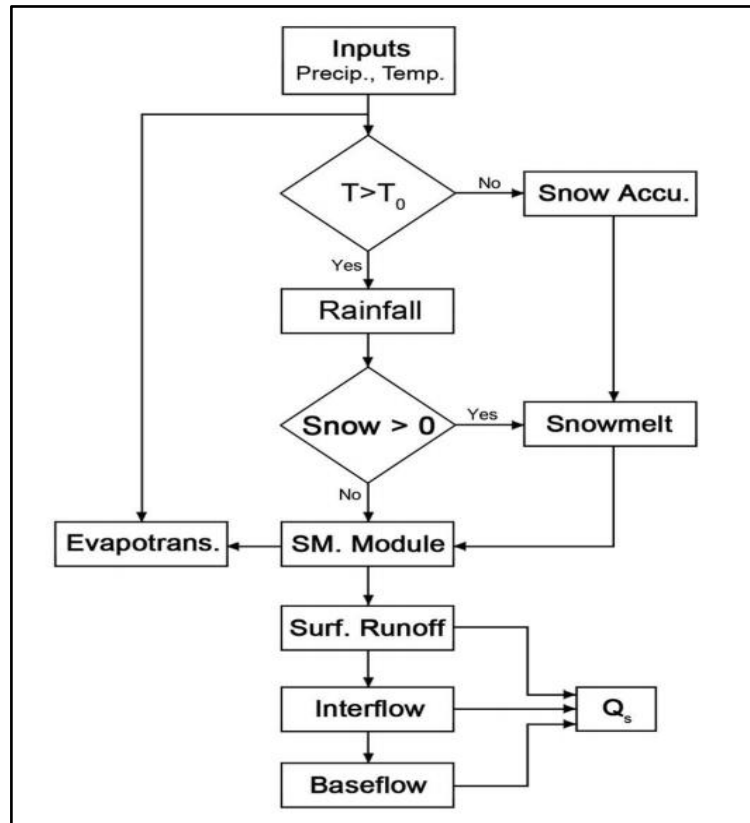 Inputs
Precip., Temp.
T>T₀
No
Snow Accu.
Yes
Rainfall
Snow > 0
Yes
Snowmelt
No
Evapotrans.
SM. Module
Surf. Runoff
Interflow
Qₛ
Baseflow